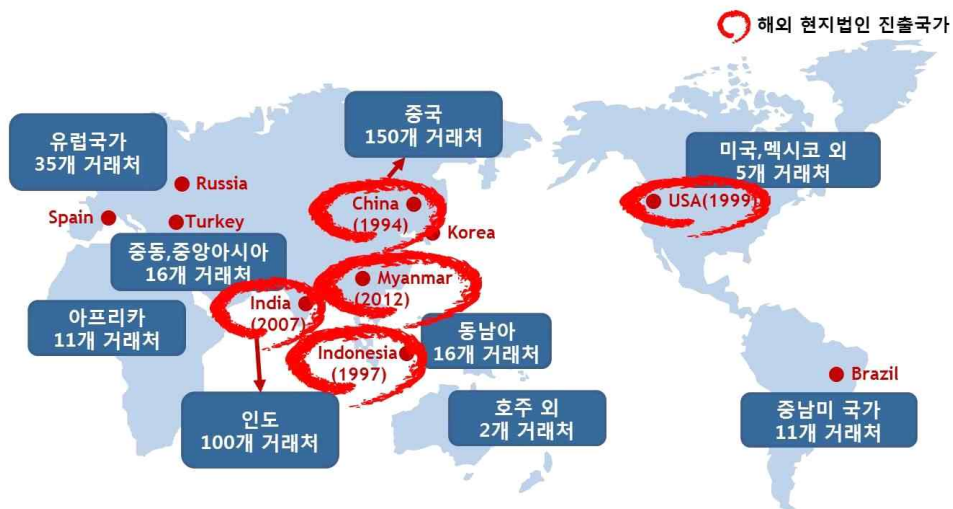 해외 현지법인 진출국가
중국
150개 거래처
유럽국가
35개 거래처
미국,멕시코 외
5개 거래처
Russia
China
(1994)
USA(1999)
Spain
Turkey
Korea
중동,중앙아시아
16개 거래처
Myanmar
(2012)
India
(2007)
아프리카
11개 거래처
동남아
16개 거래처
Indonesia
(1997)
Brazil
인도
100개 거래처
호주 외
2개 거래처
중남미 국가
11개 거래처